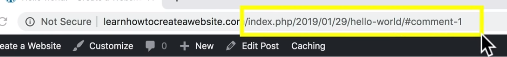 Not Secure | learnhowtocreateawebsite.com/index.php/2019/01/29/hello-world/#comment-1
eate a Website Customize 0 + New Edit Post Caching